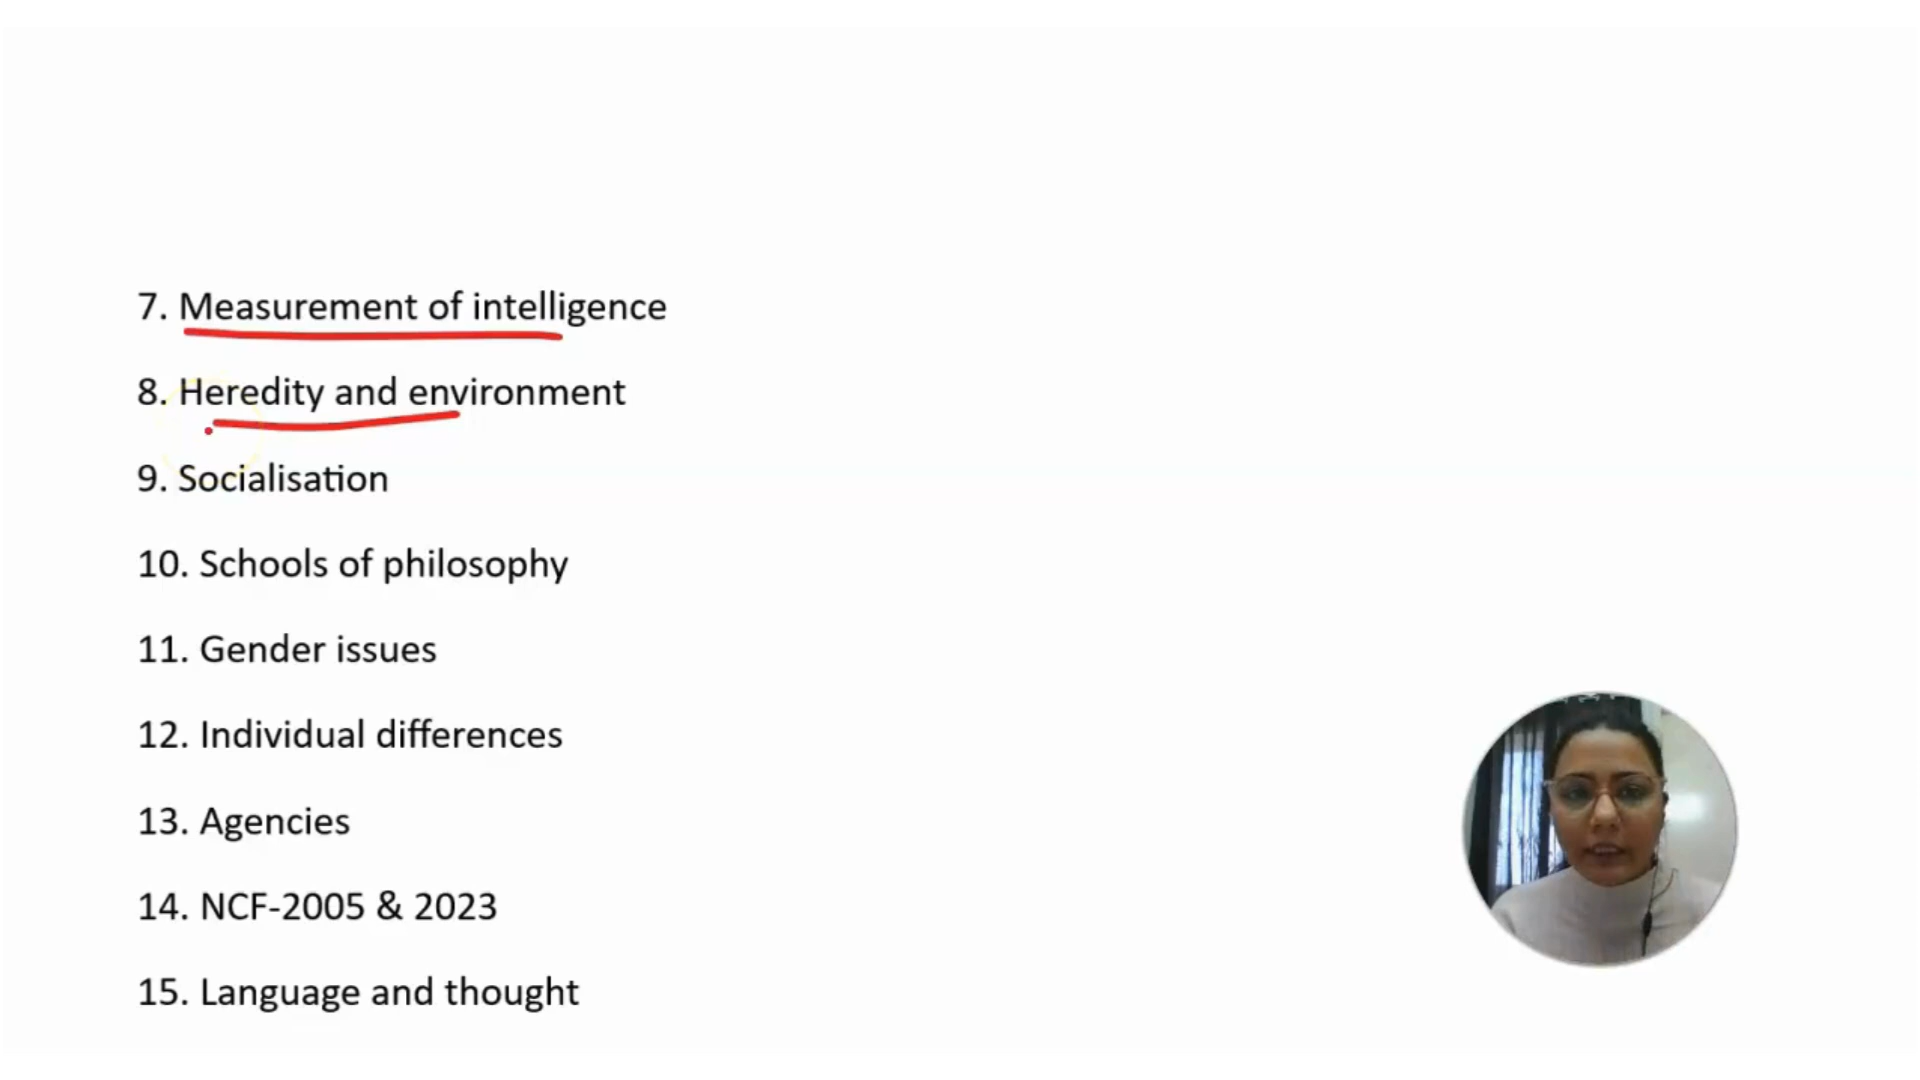 7. Measurement of intelligence
8. Heredity and environment
9. Socialisation
10. Schools of philosophy
11. Gender issues
12. Individual differences
13. Agencies
14. NCF-2005 & 2023
15. Language and thought